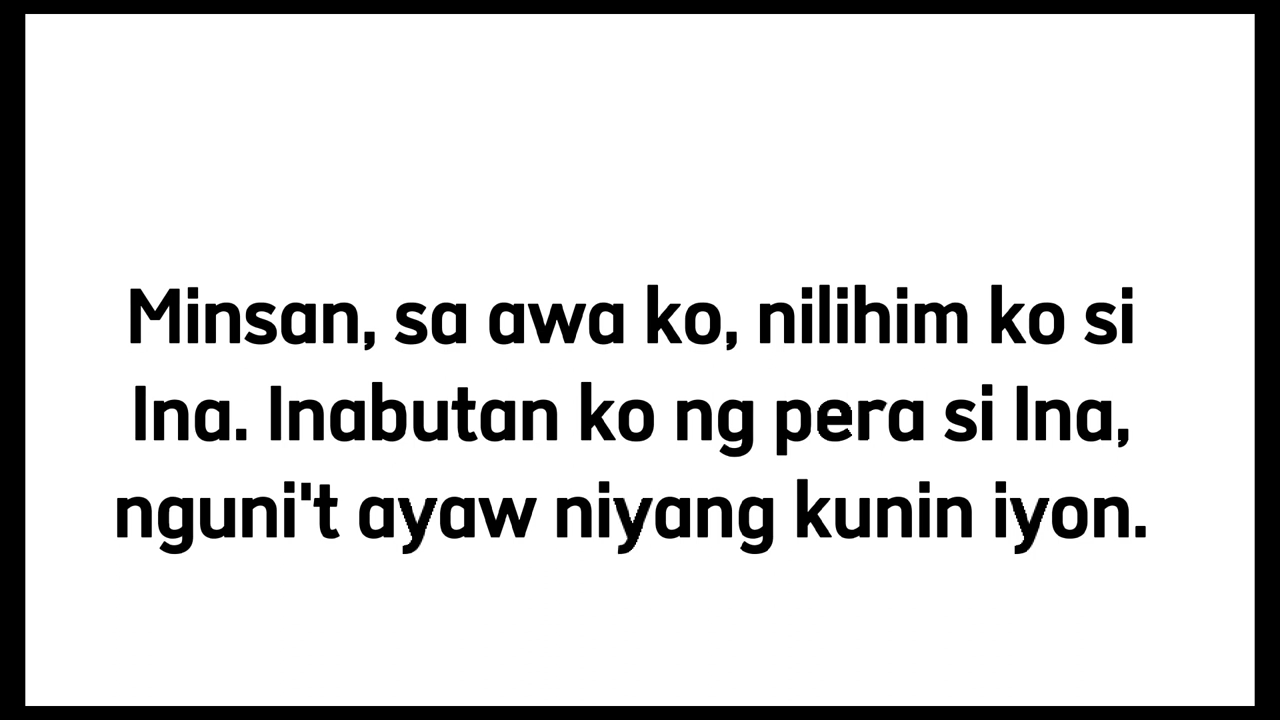 Minsan, sa awa ko, nilihim ko si
Ina. Inabutan ko ng pera si Ina,
nguni't ayaw niyang kunin iyon.